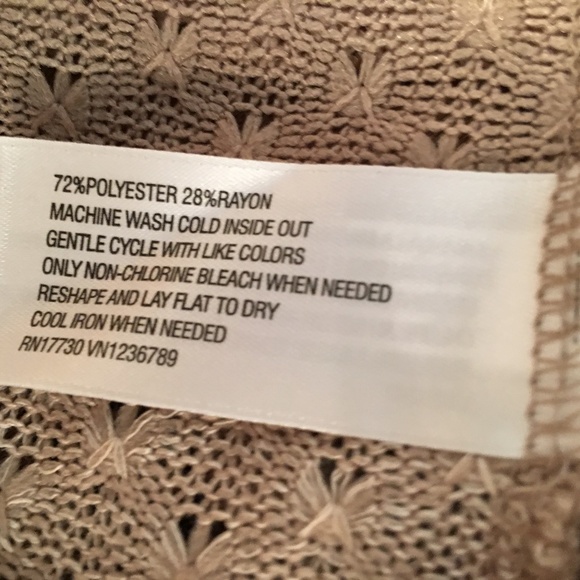 72%POLYESTER 28%RAYON
MACHINE WASH COLD INSIDE OUT
GENTLE CYCLE WITH LIKE COLORS
ONLY NON-CHLORINE BLEACH WHEN NEEDED
RESHAPE AND LAY FLAT TO DRY
COOL IRON WHEN NEEDED
RN17730 VN1236789